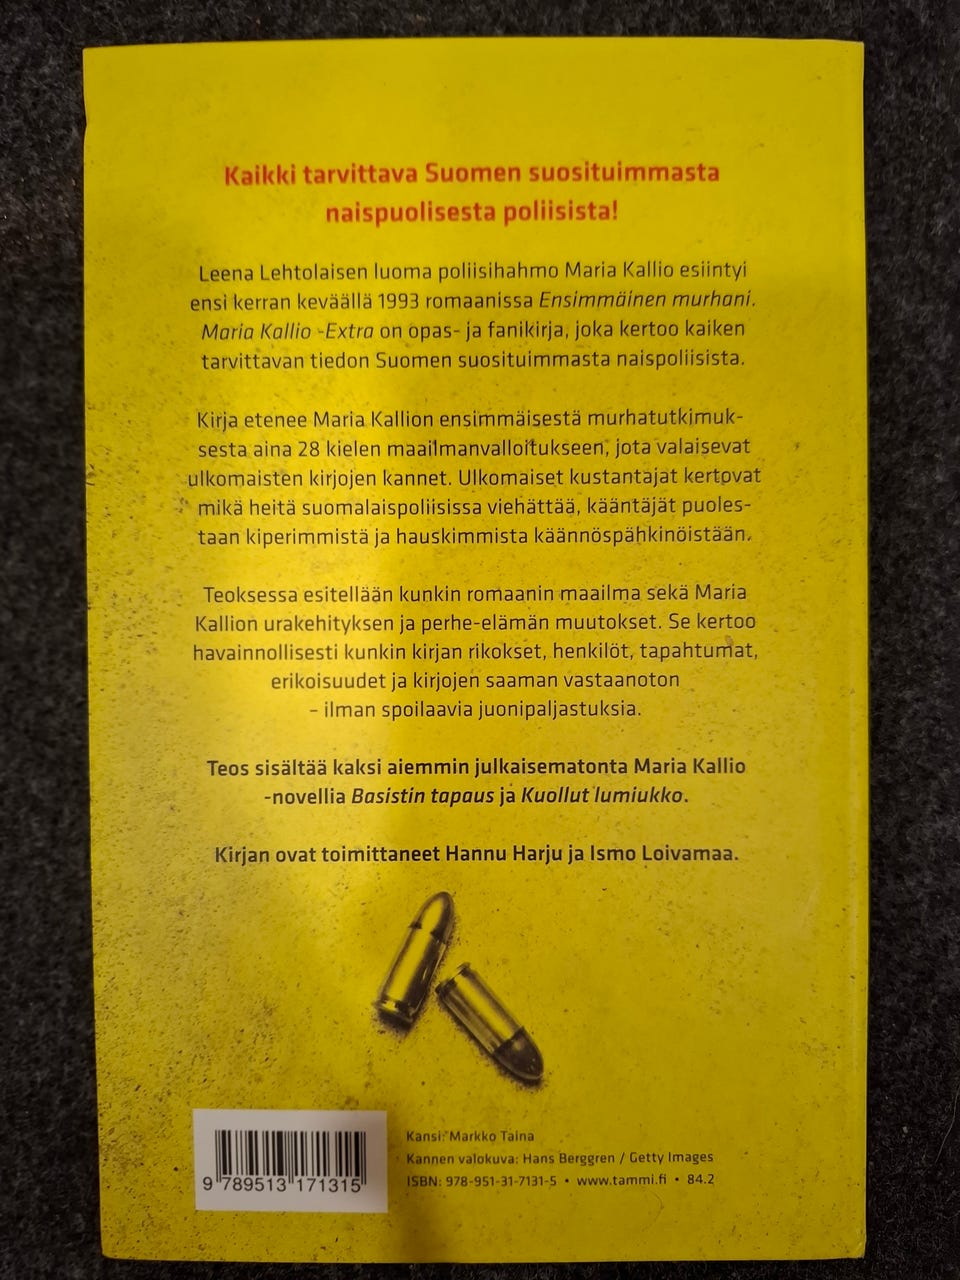 Kaikki tarvittava Suomen suosituimmasta
naispuolisesta poliisista!
Leena Lehtolaisen luoma poliisihahmo Maria Kallio esiintyi
ensi kerran keväällä 1993 romaanissa Ensimmäinen murhani.
Maria Kallio -Extra on opas- ja fanikirja, joka kertoo kaiken
tarvittavan tiedon Suomen suosituimmasta naispoliisista.
Kirja etenee Maria Kallion ensimmäisestä murhatutkimuk-
sesta aina 28 kielen maailmanvalloitukseen, jota valaisevat
ulkomaisten kirjojen kannet. Ulkomaiset kustantajat kertovat
mikä heitä suomalaispoliisissa viehättää, kääntäjät puoles-
taan kiperimmistä ja hauskimmista käännöspähkinöistään.
Teoksessa esitellään kunkin romaanin maailma sekä Maria
Kallion urakehityksen ja perhe-elämän muutokset. Se kertoo
havainnollisesti kunkin kirjan rikokset, henkilöt, tapahtumat,
erikoisuudet ja kirjojen saaman vastaanoton
– ilman spoilaavia juonipaljastuksia.
Teos sisältää kaksi aiemmin julkaisematonta Maria Kallio
-novellia Basistin tapaus ja Kuollut lumiukko.
Kirjan ovat toimittaneet Hannu Harju ja Ismo Loivamaa.
Kansi: Markko Taina
Kannen valokuva: Hans Berggren / Getty Images
ISBN: 978-951-31-7131-5 • www.tammi.fi • 84.2
9 789513 171315